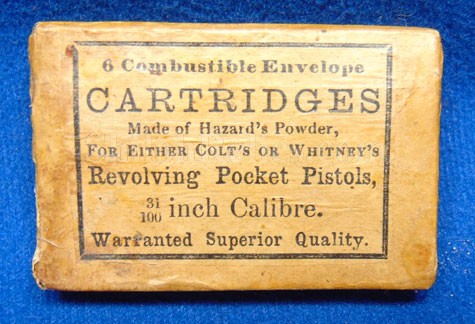 6 Combustible Envelope
CARTRIDGES
Made of Hazard's Powder,
FOR EITHER COLT'S OR WHITNEY'S
Revolving Pocket Pistols,
31/100 inch Calibre.
Warranted Superior Quality.